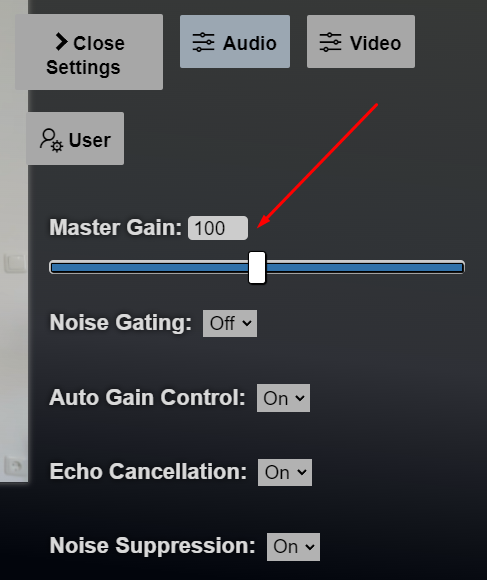 Close
Settings
Audio
Video
User
Master Gain: 100
Noise Gating: Off
Auto Gain Control: On
Echo Cancellation: On
Noise Suppression: On